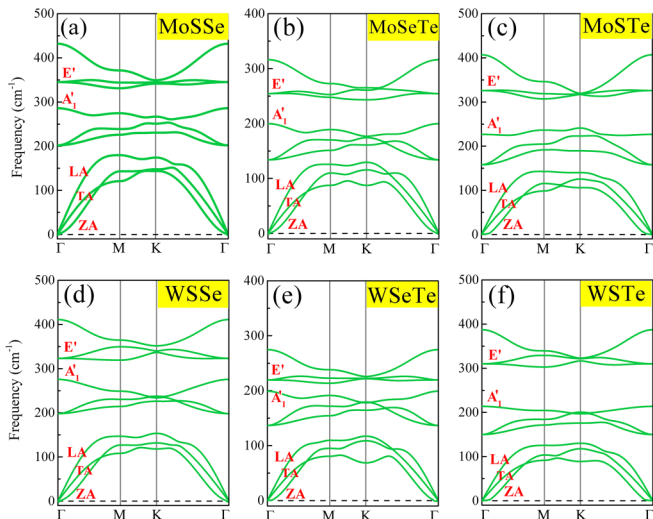 (a) MoSSe
500
400
300
200
100
0
E'
A'1
LA
TA
ZA
Γ M K Γ
Frequency (cm-1)
(b) MoSeTe
400
300
200
100
0
E'
A'1
LA
TA
ZA
Γ M K Γ
(c) MoSTe
500
400
300
200
100
0
E'
A'1
LA
TA
ZA
Γ M K Γ
(d) WSSe
500
400
300
200
100
0
E'
A'1
LA
TA
ZA
Γ M K Γ
Frequency (cm-1)
(e) WSeTe
400
300
200
100
0
E'
A'1
LA
TA
ZA
Γ M K Γ
(f) WSTe
500
400
300
200
100
0
E'
A'1
LA
TA
ZA
Γ M K Γ